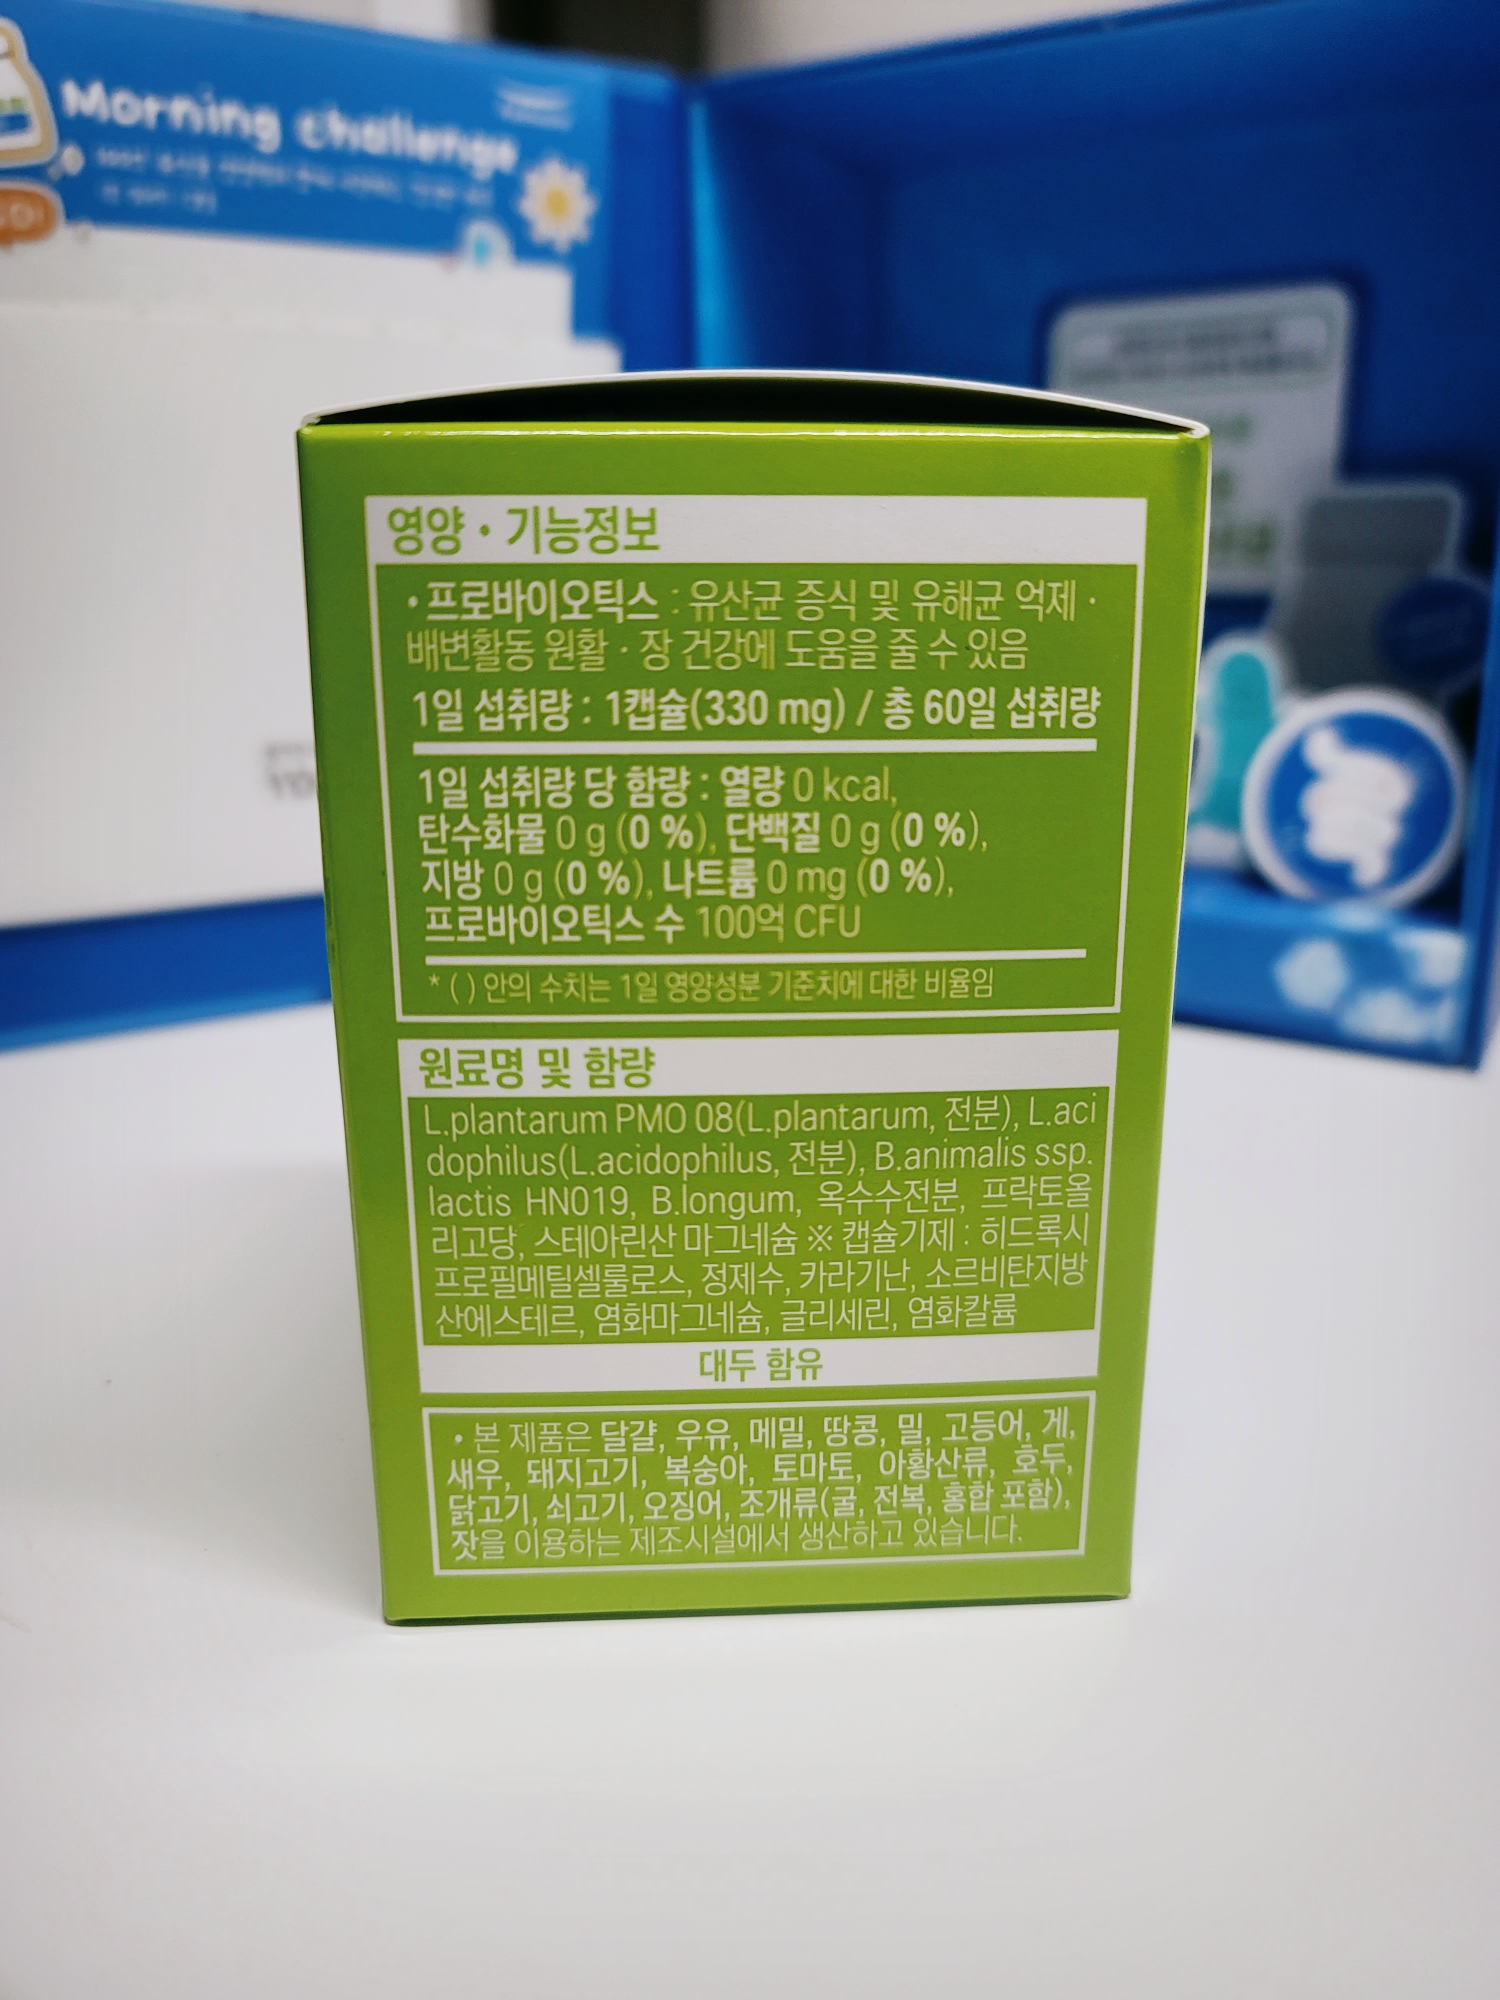 Morning challenge
영양 · 기능정보
• 프로바이오틱스 : 유산균 증식 및 유해균 억제 ·
배변활동 원활 · 장 건강에 도움을 줄 수 있음
1일 섭취량 : 1캡슐(330 mg) / 총 60일 섭취량
1일 섭취량 당 함량 : 열량 0 kcal,
탄수화물 0 g (0 %), 단백질 0 g (0 %),
지방 0 g (0 %), 나트륨 0 mg (0 %),
프로바이오틱스 수 100억 CFU
* ( ) 안의 수치는 1일 영양성분 기준치에 대한 비율임
원료명 및 함량
L.plantarum PMO 08(L.plantarum, 전분), L.aci
dophilus(L.acidophilus, 전분), B.animalis ssp.
lactis HN019, B.longum, 옥수수전분, 프락토올
리고당, 스테아린산 마그네슘 ※ 캡슐기제 : 히드록시
프로필메틸셀룰로스, 정제수, 카라기난, 소르비탄지방
산에스테르, 염화마그네슘, 글리세린, 염화칼륨
대두 함유
• 본 제품은 달걀, 우유, 메밀, 땅콩, 밀, 고등어, 게,
새우, 돼지고기, 복숭아, 토마토, 아황산류, 호두,
닭고기, 쇠고기, 오징어, 조개류(굴, 전복, 홍합 포함),
잣을 이용하는 제조시설에서 생산하고 있습니다.